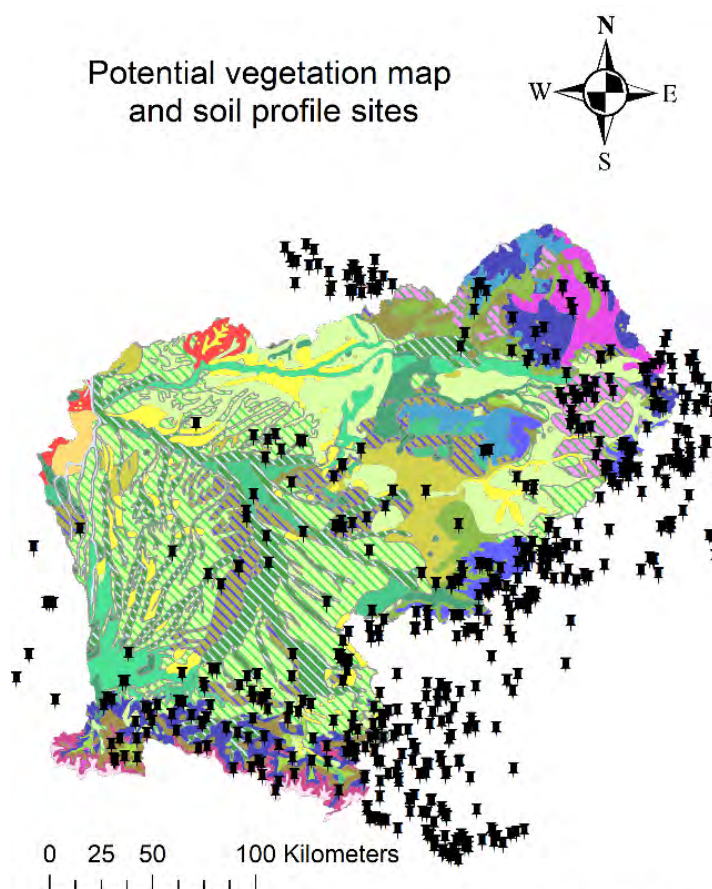 Potential vegetation map
and soil profile sites
N
W E
S
0 25 50 100 Kilometers